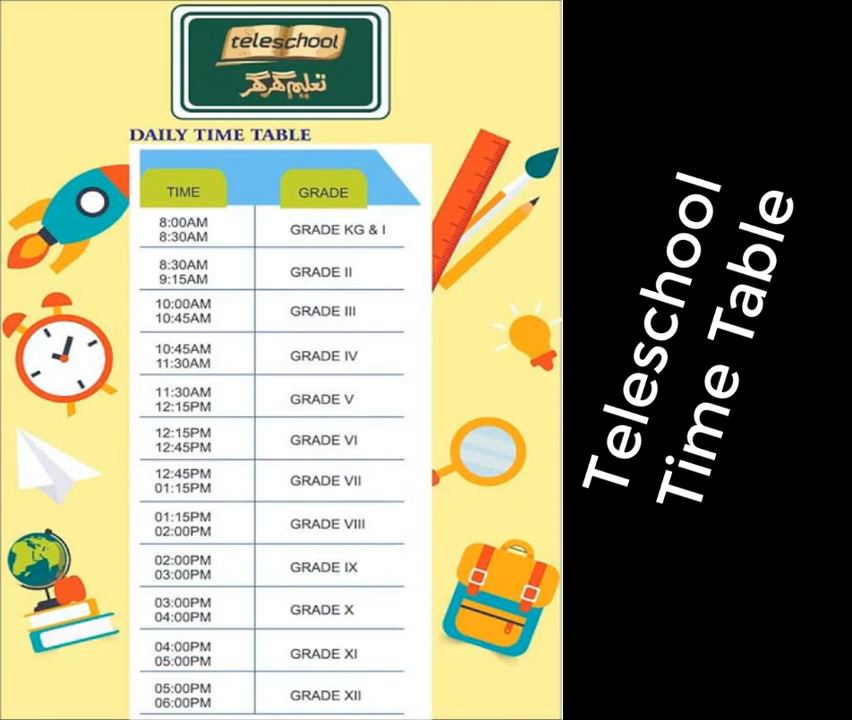 teleschool
تعلیم گھر گھر
DAILY TIME TABLE
TIME GRADE
8:00AM
8:30AM
GRADE KG & I
8:30AM
9:15AM
GRADE II
10:00AM
10:45AM
GRADE III
10:45AM
11:30AM
GRADE IV
11:30AM
12:15PM
GRADE V
12:15PM
12:45PM
GRADE VI
12:45PM
01:15PM
GRADE VII
01:15PM
02:00PM
GRADE VIII
02:00PM
03:00PM
GRADE IX
03:00PM
04:00PM
GRADE X
04:00PM
05:00PM
GRADE XI
05:00PM
06:00PM
GRADE XII
Teleschool
Time Table